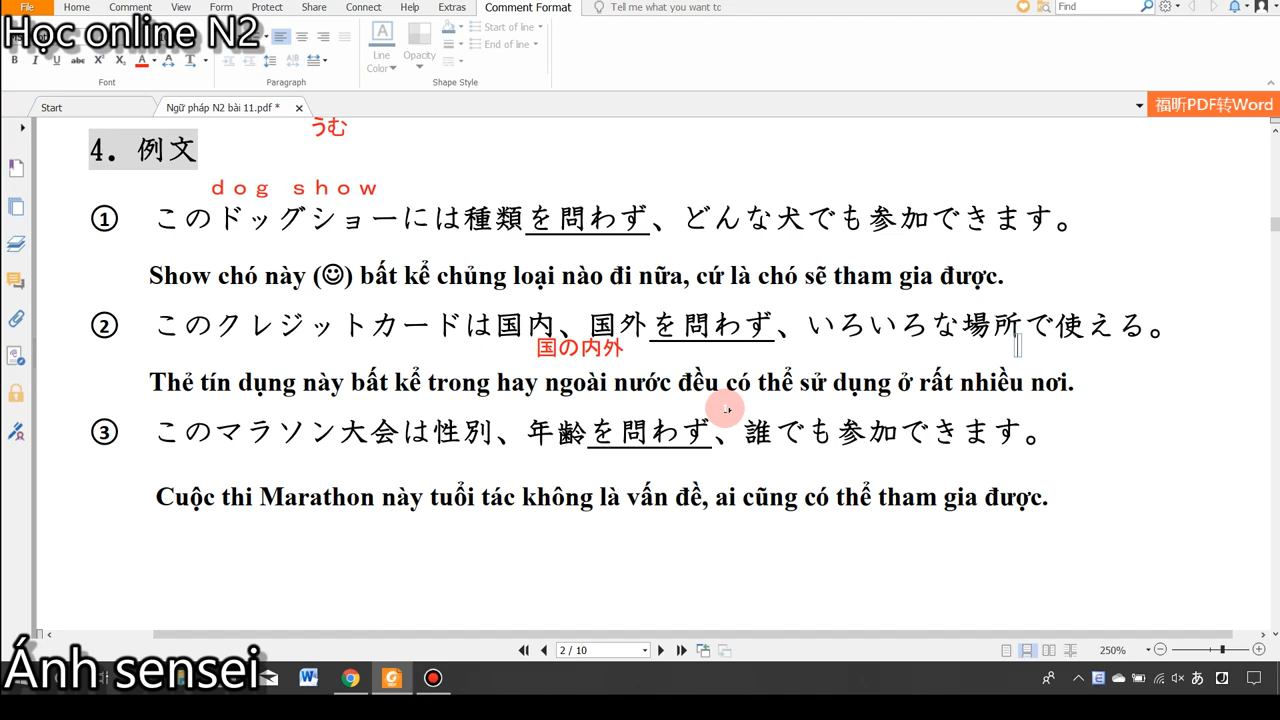 File Home Comment View Form Protect Share Connect Help Extras Comment Format Tell me what you want to Find
Học online N2
Start of line
End of line
Line Color
Opacity
Font Paragraph Shape Style
Start Ngữ pháp N2 bài 11.pdf * 福昕PDF转Word
うむ
4. 例文
dog show
① このドッグショーには種類を問わず、どんな犬でも参加できます。
Show chó này (☺) bất kể chủng loại nào đi nữa, cứ là chó sẽ tham gia được.
② このクレジットカードは国内、国外を問わず、いろいろな場所で使える。
国の内外
Thẻ tín dụng này bất kể trong hay ngoài nước đều có thể sử dụng ở rất nhiều nơi.
③ このマラソン大会は性別、年齢を問わず、誰でも参加できます。
Cuộc thi Marathon này tuổi tác không là vấn đề, ai cũng có thể tham gia được.
2 / 10 250%
Ánh sensei